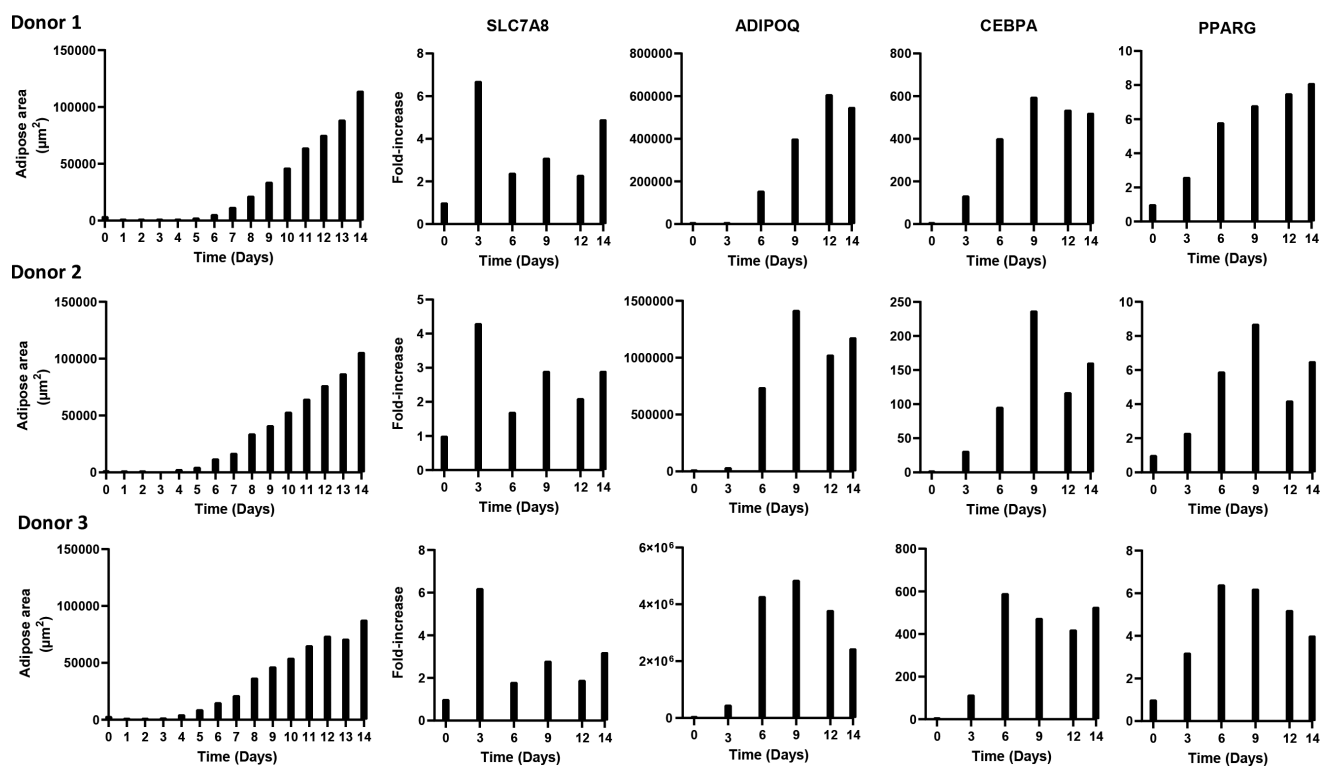 Donor 1
SLC7A8 ADIPOQ CEBPA PPARG
Adipose area (µm²)
150000
100000
50000
0
0 1 2 3 4 5 6 7 8 9 10 11 12 13 14
Time (Days)
Fold-increase
8
6
4
2
0
0 3 6 9 12 14
Time (Days)
800000
600000
400000
200000
0
0 3 6 9 12 14
Time (Days)
800
600
400
200
0
0 3 6 9 12 14
Time (Days)
10
8
6
4
2
0
0 3 6 9 12 14
Time (Days)
Donor 2
Adipose area (µm²)
150000
100000
50000
0
0 1 2 3 4 5 6 7 8 9 10 11 12 13 14
Time (Days)
Fold-increase
5
4
3
2
1
0
0 3 6 9 12 14
Time (Days)
1500000
1000000
500000
0
0 3 6 9 12 14
Time (Days)
250
200
150
100
50
0
0 3 6 9 12 14
Time (Days)
10
8
6
4
2
0
0 3 6 9 12 14
Time (Days)
Donor 3
Adipose area (µm²)
150000
100000
50000
0
0 1 2 3 4 5 6 7 8 9 10 11 12 13 14
Time (Days)
Fold-increase
8
6
4
2
0
0 3 6 9 12 14
Time (Days)
6×10⁶
4×10⁶
2×10⁶
0
0 3 6 9 12 14
Time (Days)
800
600
400
200
0
0 3 6 9 12 14
Time (Days)
8
6
4
2
0
0 3 6 9 12 14
Time (Days)